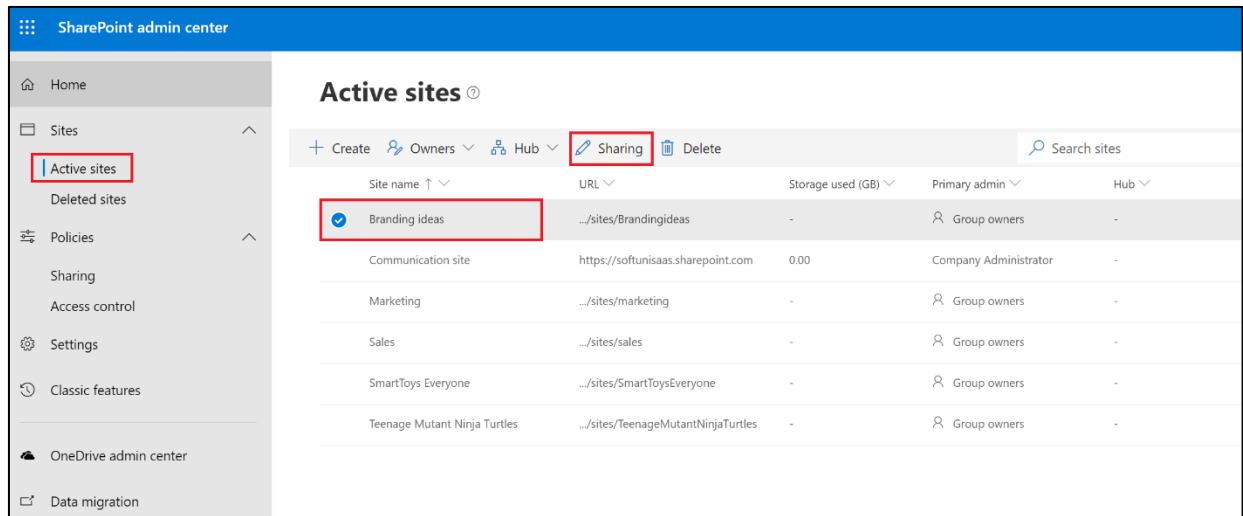 SharePoint admin center
Home
Sites
Active sites
Deleted sites
Policies
Sharing
Access control
Settings
Classic features
OneDrive admin center
Data migration
Active sites
Create Owners Hub Sharing Delete Search sites
Site name ↑ URL Storage used (GB) Primary admin Hub
Branding ideas .../sites/Brandingideas - Group owners -
Communication site https://softunisaas.sharepoint.com 0.00 Company Administrator -
Marketing .../sites/marketing - Group owners -
Sales .../sites/sales - Group owners -
SmartToys Everyone .../sites/SmartToysEveryone - Group owners -
Teenage Mutant Ninja Turtles .../sites/TeenageMutantNinjaTurtles - Group owners -